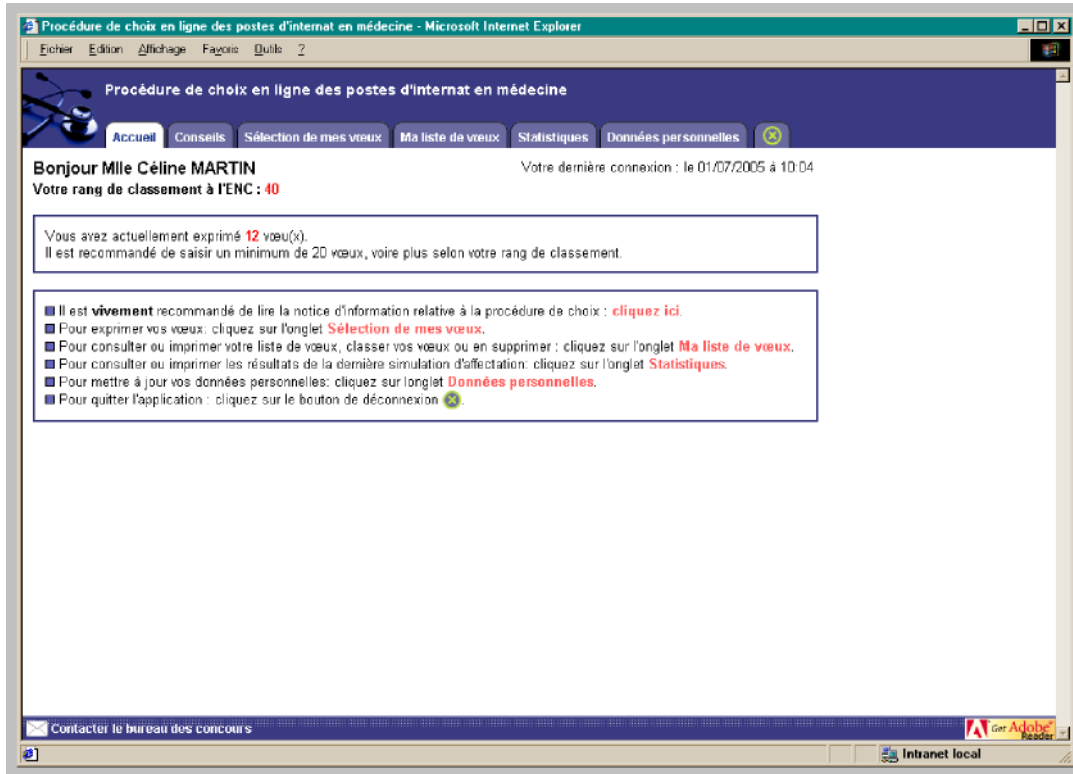 Procédure de choix en ligne des postes d'internat en médecine - Microsoft Internet Explorer
Fichier Edition Affichage Favoris Outils ?
Procédure de choix en ligne des postes d'internat en médecine
Accueil Conseils Sélection de mes vœux Ma liste de vœux Statistiques Données personnelles
Bonjour Mlle Céline MARTIN
Votre dernière connexion : le 01/07/2005 à 10:04
Votre rang de classement à l'ENC : 40
Vous avez actuellement exprimé 12 vœu(x).
Il est recommandé de saisir un minimum de 20 vœux, voire plus selon votre rang de classement.
Il est vivement recommandé de lire la notice d'information relative à la procédure de choix : cliquez ici.
Pour exprimer vos vœux: cliquez sur l'onglet Sélection de mes vœux.
Pour consulter ou imprimer votre liste de vœux, classer vos vœux ou en supprimer : cliquez sur l'onglet Ma liste de vœux.
Pour consulter ou imprimer les résultats de la dernière simulation d'affectation: cliquez sur l'onglet Statistiques.
Pour mettre à jour vos données personnelles: cliquez sur longlet Données personnelles.
Pour quitter l'application : cliquez sur le bouton de déconnexion .
Contacter le bureau des concours
Get Adobe Reader
Intranet local